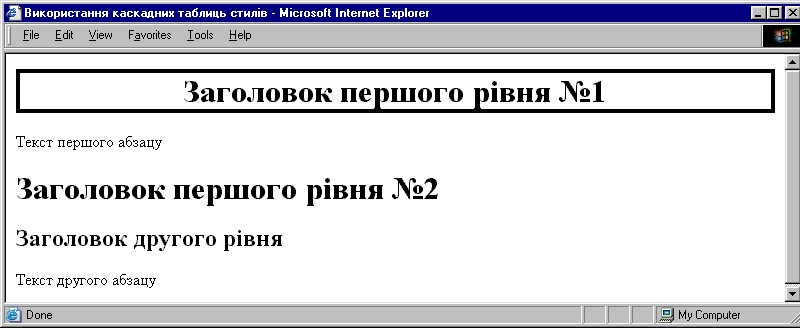 Використання каскадних таблиць стилів - Microsoft Internet Explorer
File Edit View Favorites Tools Help
Заголовок першого рівня №1
Текст першого абзацу
Заголовок першого рівня №2
Заголовок другого рівня
Текст другого абзацу
Done My Computer